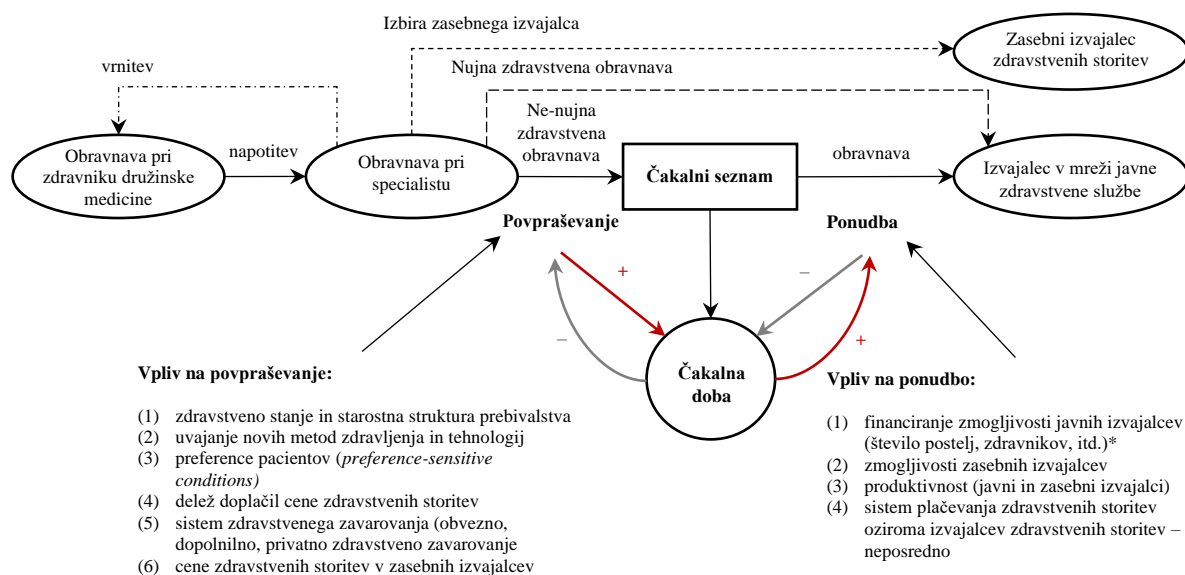 Izbira zasebnega izvajalca
Zasebni izvajalec
zdravstvenih storitev
vrnitev
Nujna zdravstvena obravnava
Ne-nujna
zdravstvena
obravnava
Obravnava pri
zdravniku družinske
medicine
napotitev
Obravnava pri
specialistu
Čakalni seznam
obravnava
Izvajalec v mreži javne
zdravstvene službe
Povpraševanje
Ponudba
+
–
–
+
Čakalna
doba
Vpliv na povpraševanje:
(1) zdravstveno stanje in starostna struktura prebivalstva
(2) uvajanje novih metod zdravljenja in tehnologij
(3) preference pacientov (preference-sensitive
conditions)
(4) delež doplačil cene zdravstvenih storitev
(5) sistem zdravstvenega zavarovanja (obvezno,
dopolnilno, privatno zdravstveno zavarovanje
(6) cene zdravstvenih storitev v zasebnih izvajalcev
Vpliv na ponudbo:
(1) financiranje zmogljivosti javnih izvajalcev
(število postelj, zdravnikov, itd.)*
(2) zmogljivosti zasebnih izvajalcev
(3) produktivnost (javni in zasebni izvajalci)
(4) sistem plačevanja zdravstvenih storitev
oziroma izvajalcev zdravstvenih storitev –
neposredno